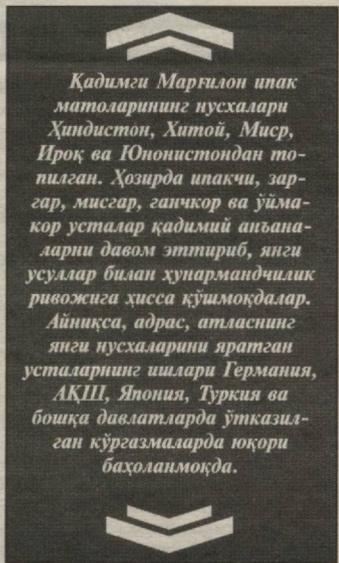 Қадимги Марғилон ипак
матоларининг нусхалари
Ҳиндистон, Хитой, Миср,
Ироқ ва Юнонистондан то-
пилган. Ҳозирда ипакчи, зар-
гар, мисгар, ганчкор ва ўйма-
кор усталар қадимий анъана-
ларни давом эттириб, янги
усуллар билан ҳунармандчилик
ривожига ҳисса қўшмоқдалар.
Айниқса, адрас, атласнинг
янги нусхаларини яратган
усталарнинг ишлари Германия,
АҚШ, Япония, Туркия ва
бошқа давлатларда ўтказил-
ган кўргазмаларда юқори
баҳоланмоқда.